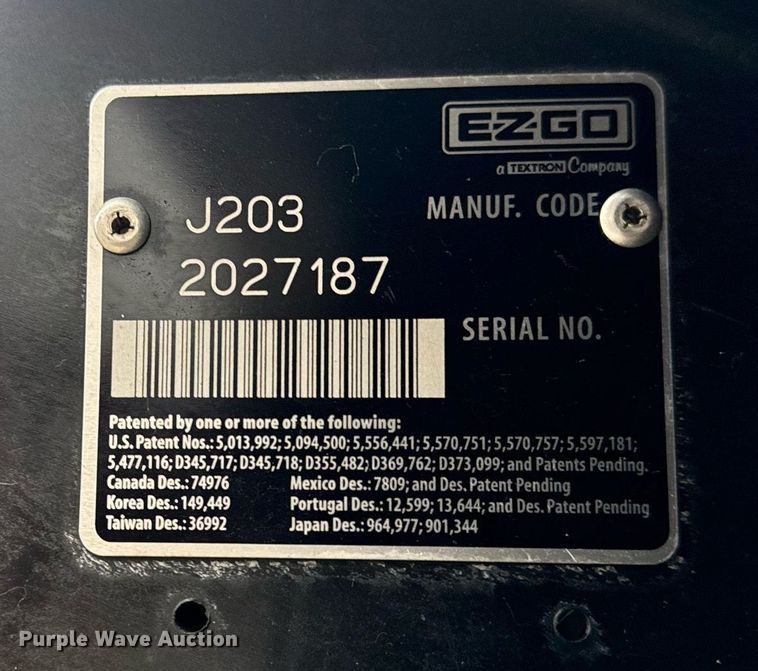 E-Z-GO
a TEXTRON Company
J203 MANUF. CODE
2027187
SERIAL NO.
Patented by one or more of the following:
U.S. Patent Nos.: 5,013,992; 5,094,500; 5,556,441; 5,570,751; 5,570,757; 5,597,181;
5,477,116; D345,717; D345,718; D355,482; D369,762; D373,099; and Patents Pending.
Canada Des.: 74976 Mexico Des.: 7809; and Des. Patent Pending
Korea Des.: 149,449 Portugal Des.: 12,599; 13,644; and Des. Patent Pending
Taiwan Des.: 36992 Japan Des.: 964,977; 901,344
Purple Wave Auction